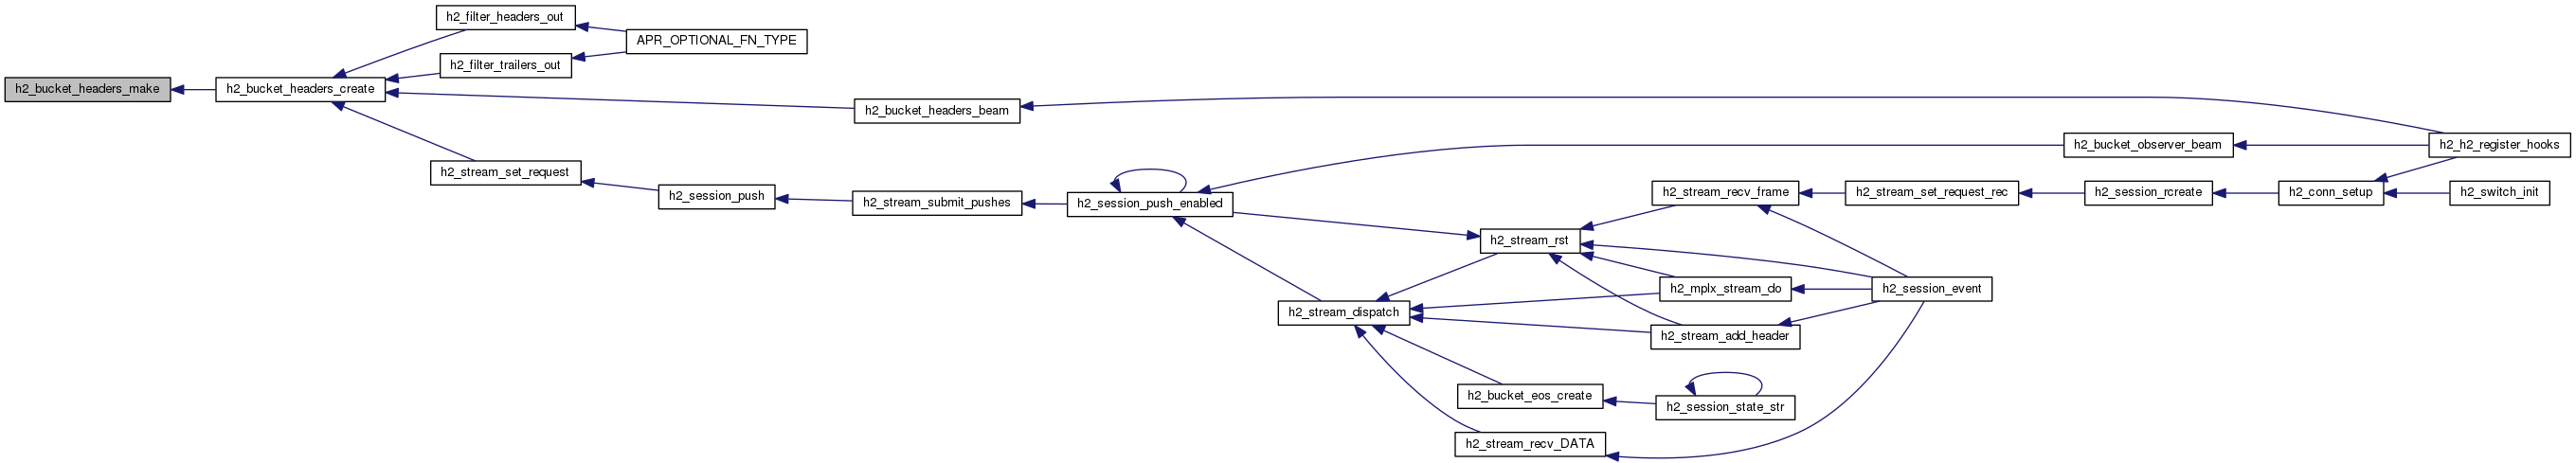 h2_filter_headers_out
APR_OPTIONAL_FN_TYPE
h2_filter_trailers_out
h2_bucket_headers_make
h2_bucket_headers_create
h2_bucket_headers_beam
h2_bucket_observer_beam
h2_h2_register_hooks
h2_stream_set_request
h2_session_push
h2_stream_submit_pushes
h2_session_push_enabled
h2_stream_recv_frame
h2_stream_set_request_rec
h2_session_rcreate
h2_conn_setup
h2_switch_init
h2_stream_rst
h2_mplx_stream_do
h2_session_event
h2_stream_dispatch
h2_stream_add_header
h2_bucket_eos_create
h2_session_state_str
h2_stream_recv_DATA